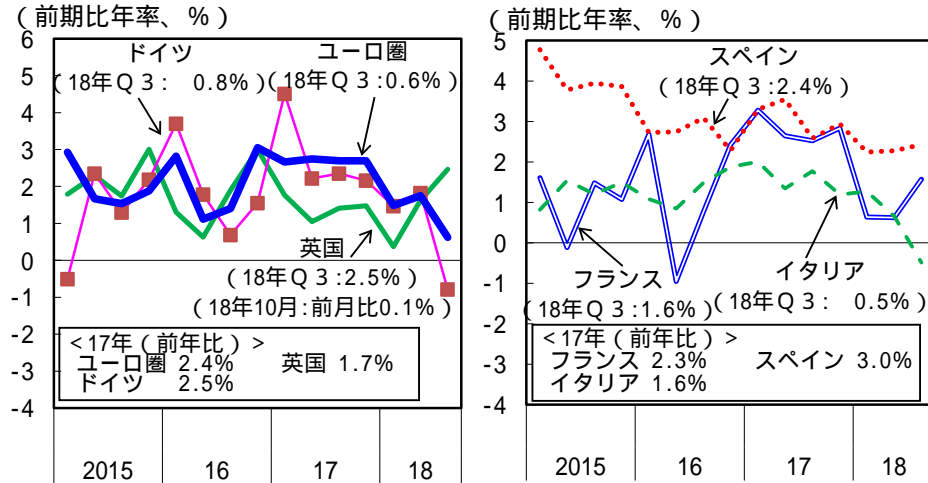 （前期比年率、%）
6
5
4
3
2
1
0
-1
-2
-3
-4
ドイツ
（18年Q3：　0.8%）
ユーロ圏
（18年Q3：0.6%）
英国
（18年Q3：2.5%）
（18年10月：前月比0.1%）
＜17年（前年比）＞
ユーロ圏 2.4%　英国 1.7%
ドイツ 2.5%
2015　16　17　18
（前期比年率、%）
5
4
3
2
1
0
-1
-2
-3
-4
スペイン
（18年Q3：2.4%）
フランス
（18年Q3：1.6%）
イタリア
（18年Q3：　0.5%）
＜17年（前年比）＞
フランス 2.3%　スペイン 3.0%
イタリア 1.6%
2015　16　17　18